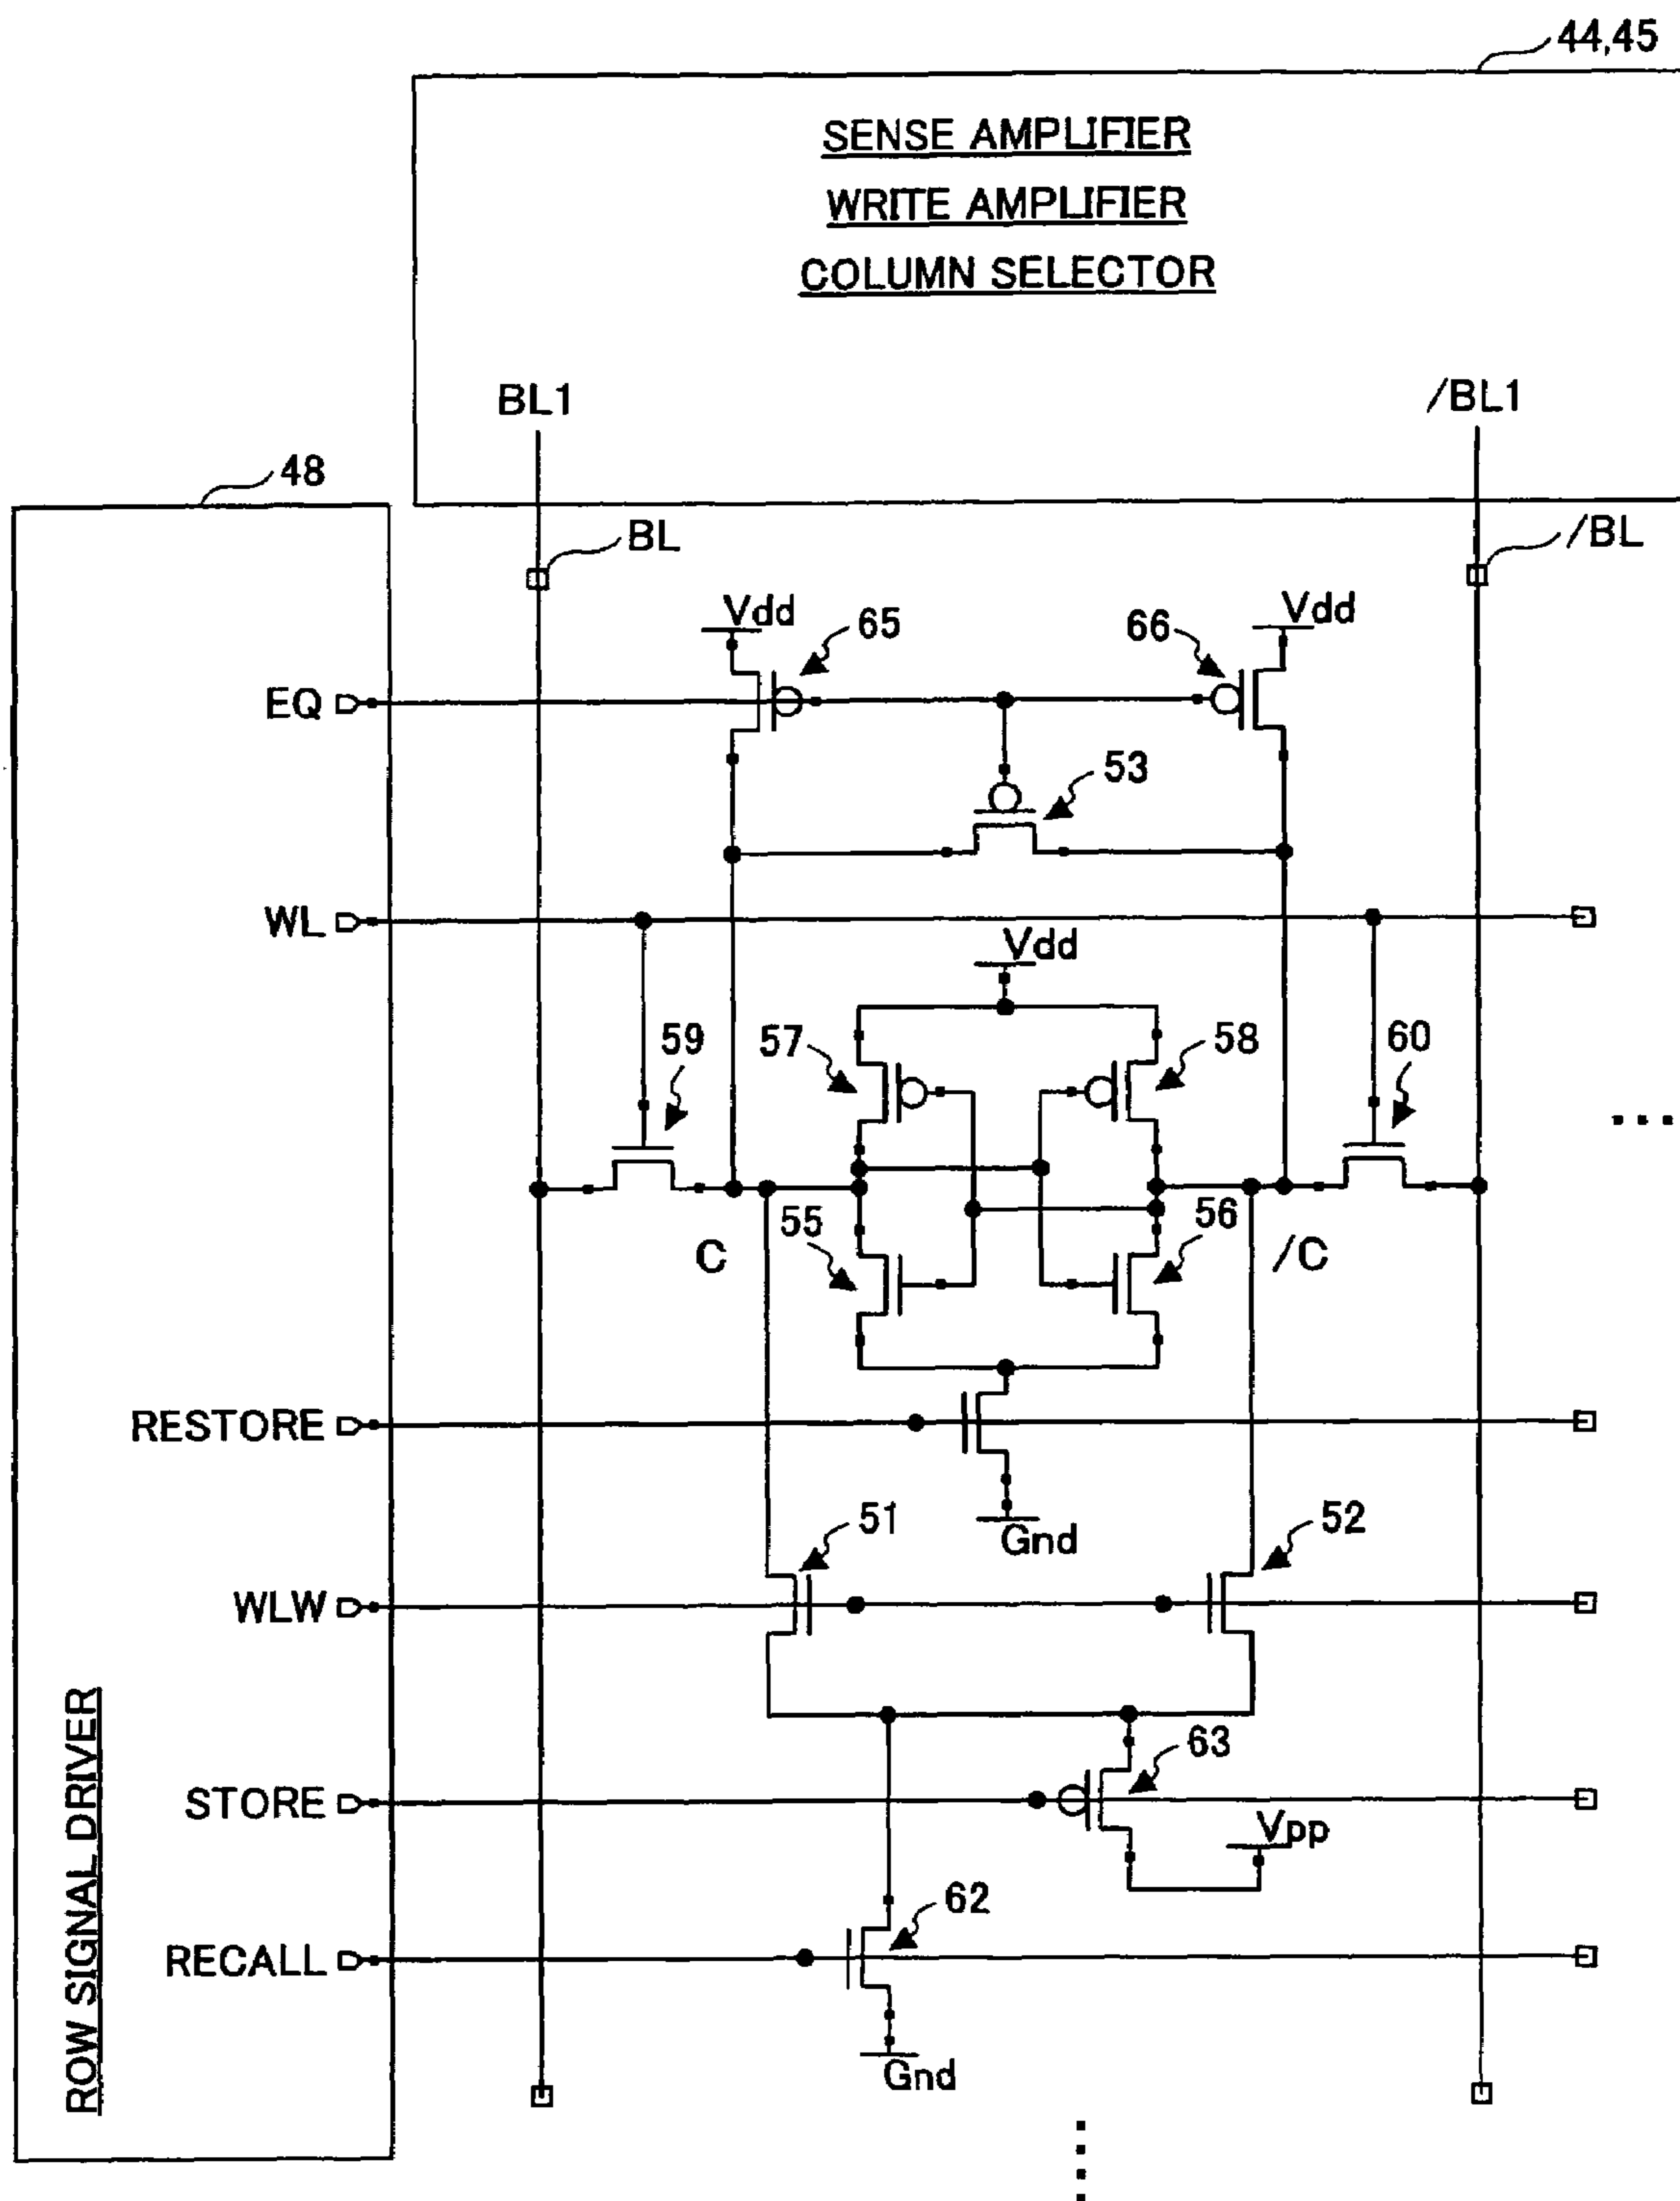 44,45
SENSE AMPLIFIER
WRITE AMPLIFIER
COLUMN SELECTOR
BL1
/BL1
48
BL
/BL
Vdd
65
66
Vdd
EQ
53
WL
Vdd
59
57
58
60
...
55
56
C
/C
RESTORE
Gnd
51
52
WLW
63
STORE
Vpp
62
RECALL
Gnd
ROW SIGNAL DRIVER